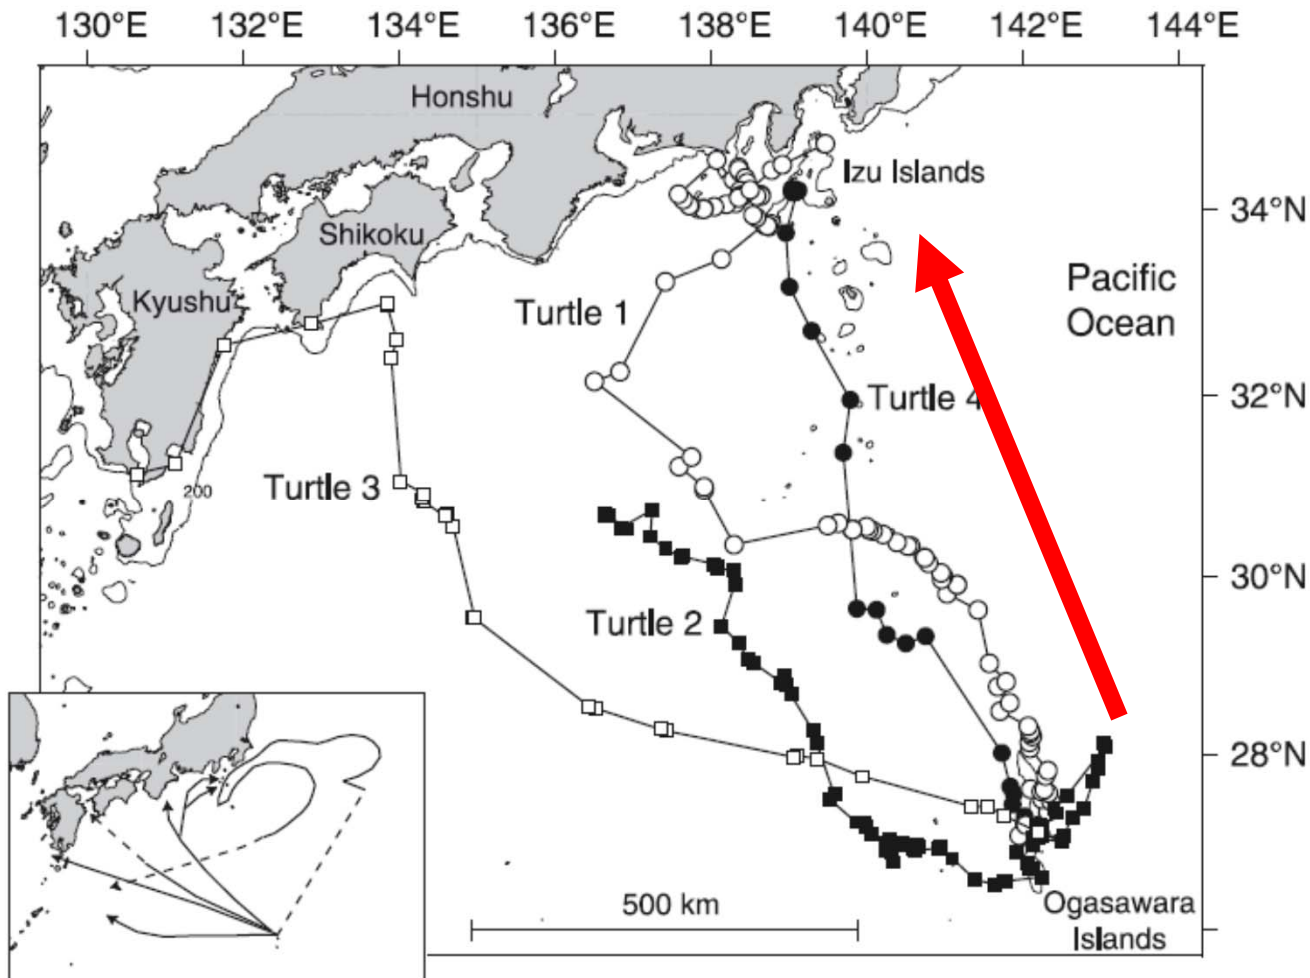 130°E 132°E 134°E 136°E 138°E 140°E 142°E 144°E
Honshu
Izu Islands
34°N
Shikoku
Kyushu
Pacific
Ocean
Turtle 1
32°N
Turtle 4
Turtle 3
200
30°N
Turtle 2
28°N
500 km
Ogasawara
Islands